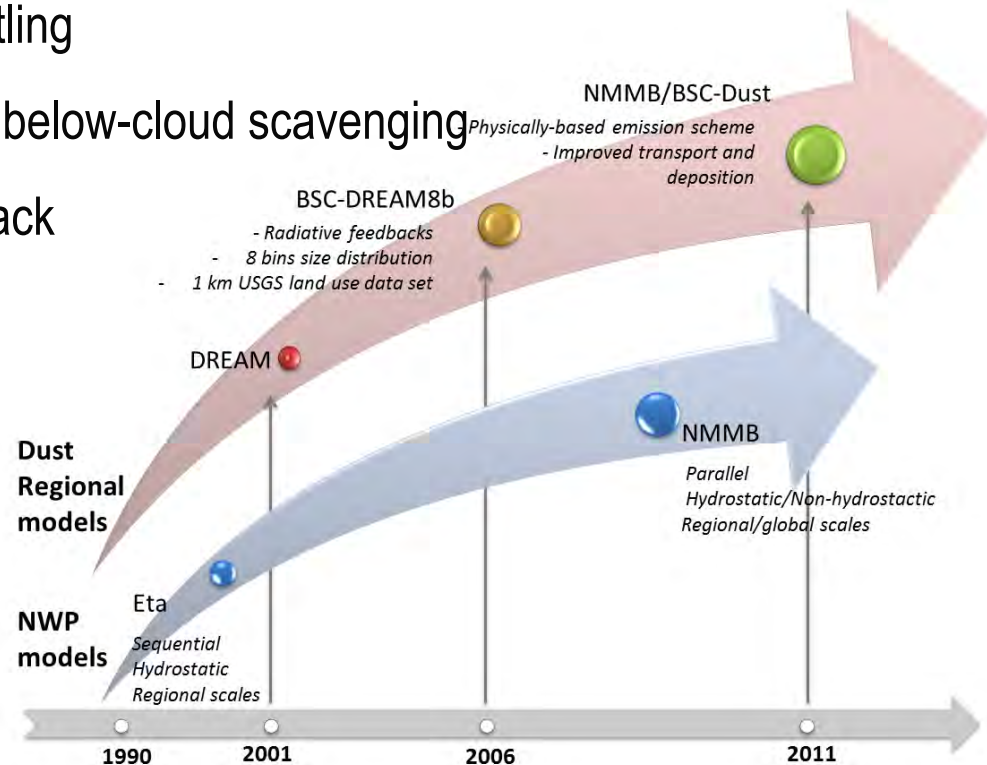 tling
below-cloud scavenging
ack
NMMB/BSC-Dust
- Physically-based emission scheme
- Improved transport and
deposition
BSC-DREAM8b
- Radiative feedbacks
- 8 bins size distribution
- 1 km USGS land use data set
DREAM
Dust
Regional
models
NMMB
Parallel
Hydrostatic/Non-hydrostactic
Regional/global scales
Eta
Sequential
Hydrostatic
Regional scales
NWP
models
1990
2001
2006
2011